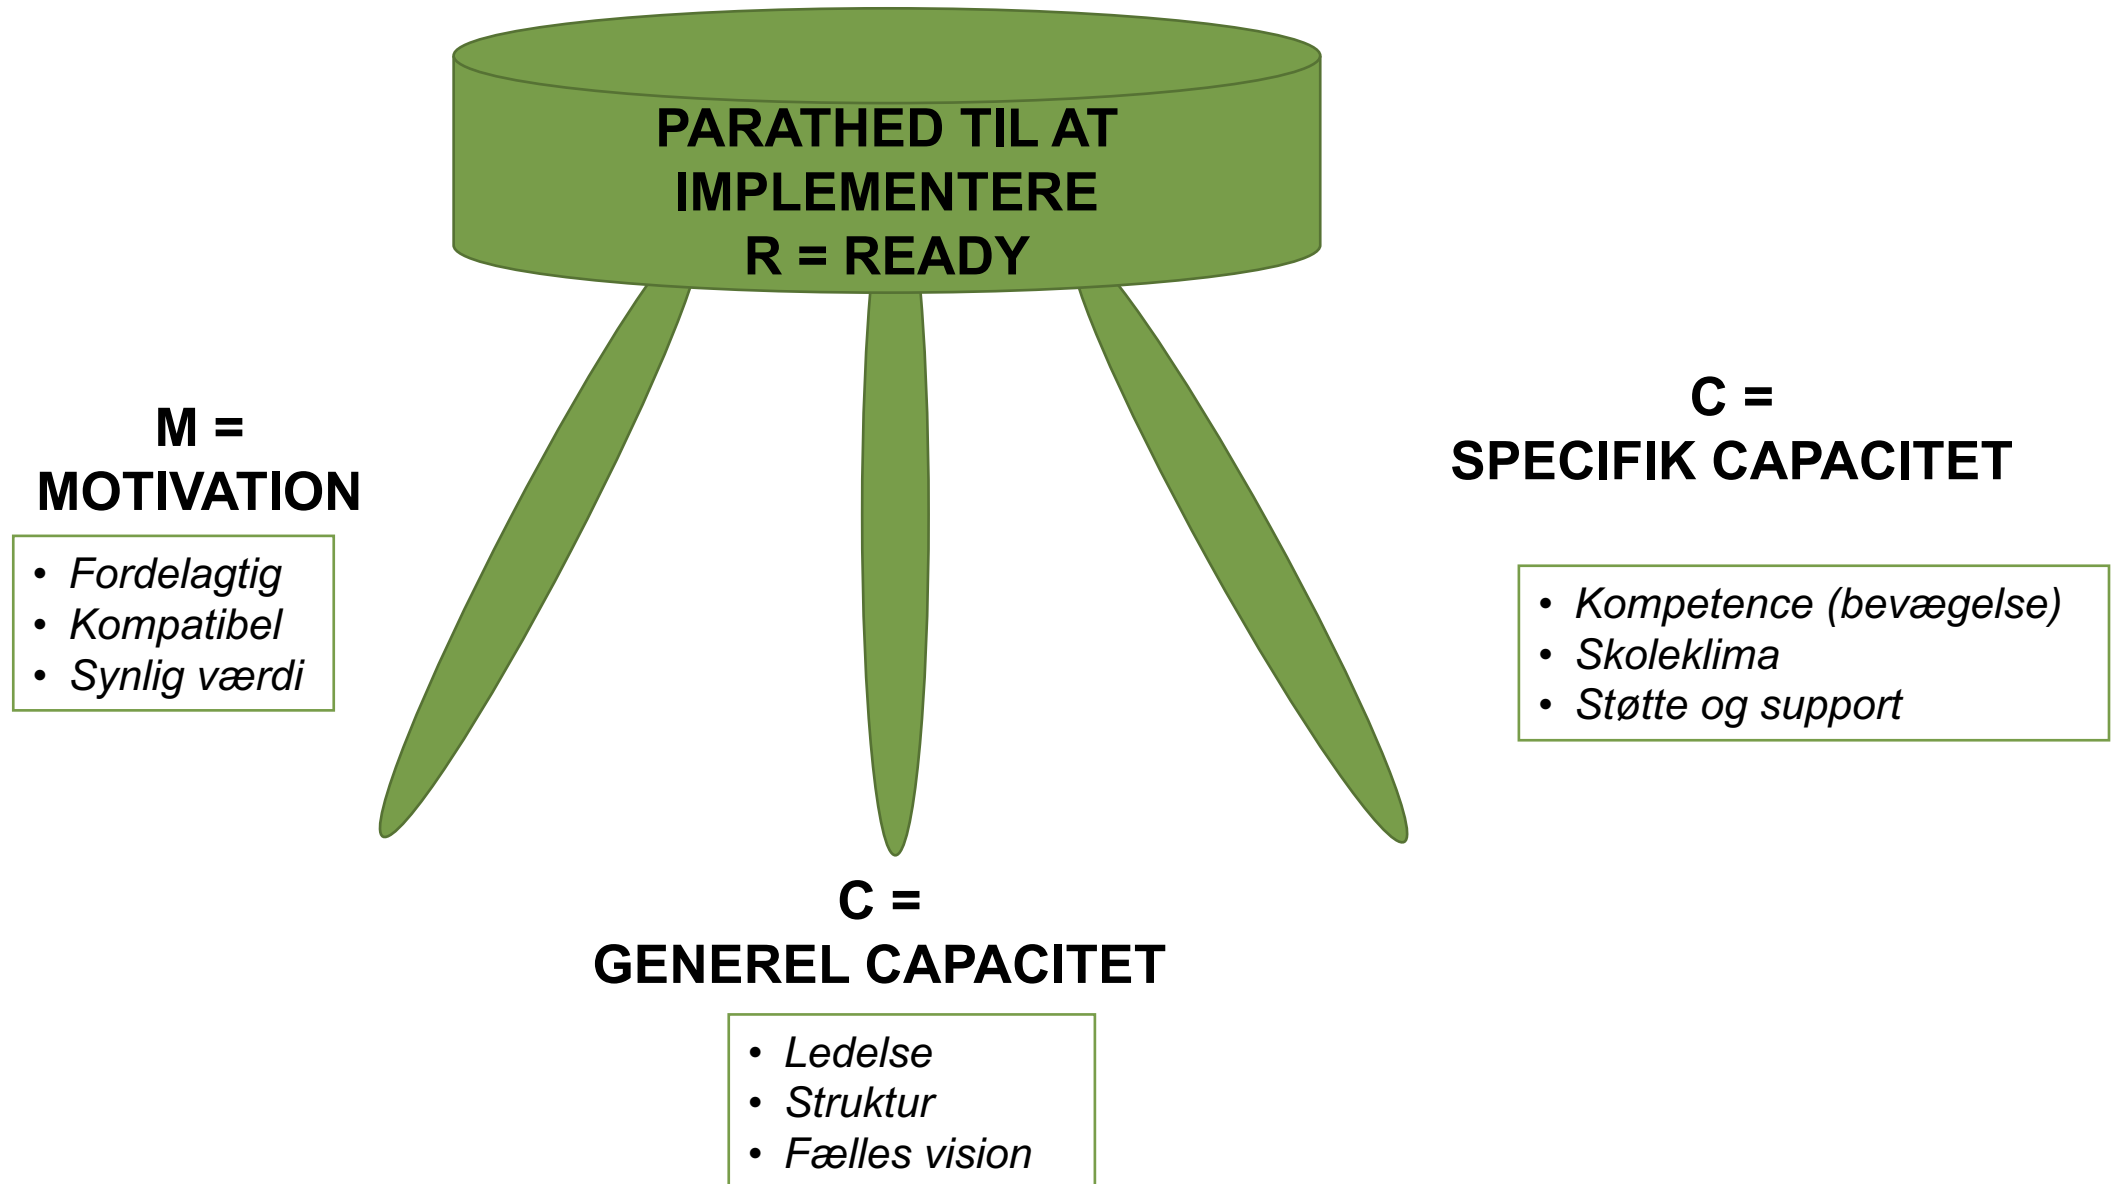 PARATHED TIL AT
IMPLEMENTERE
R = READY
M =
MOTIVATION
• Fordelagtig
• Kompatibel
• Synlig værdi
C =
SPECIFIK CAPACITET
• Kompetence (bevægelse)
• Skoleklima
• Støtte og support
C =
GENEREL CAPACITET
• Ledelse
• Struktur
• Fælles vision